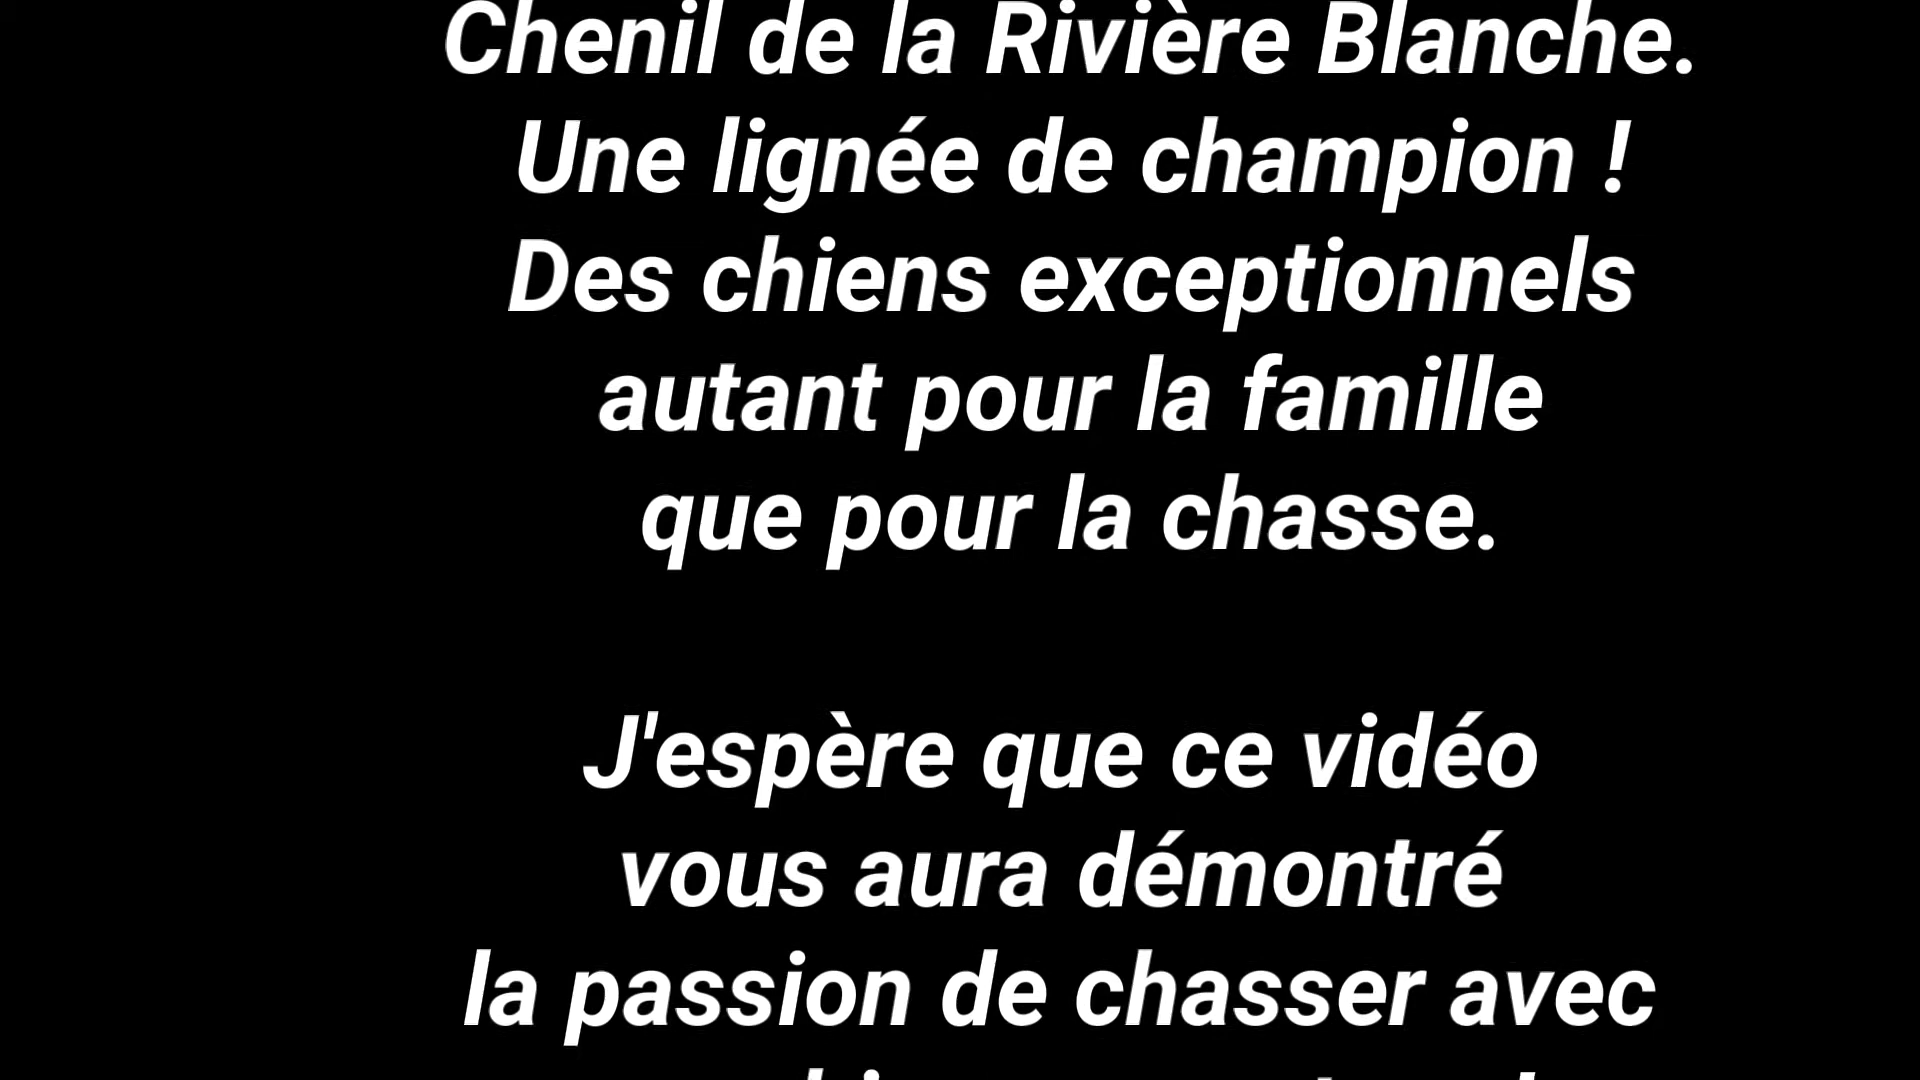 Chenil de la Rivière Blanche.
Une lignée de champion !
Des chiens exceptionnels
autant pour la famille
que pour la chasse.
J'espère que ce vidéo
vous aura démontré
la passion de chasser avec